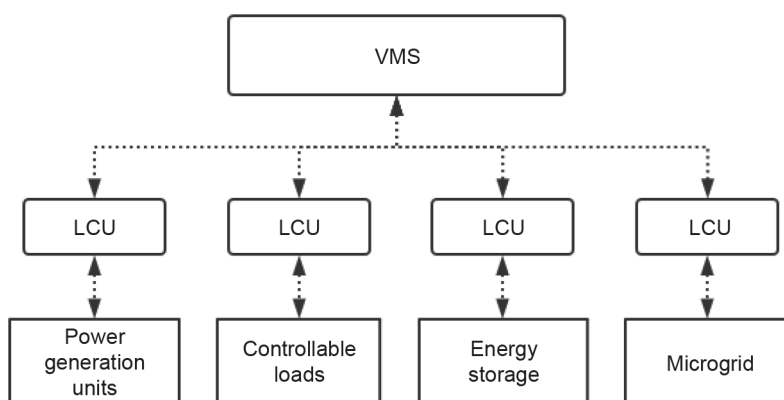 VMS
LCU
LCU
LCU
LCU
Power
generation
units
Controllable
loads
Energy
storage
Microgrid